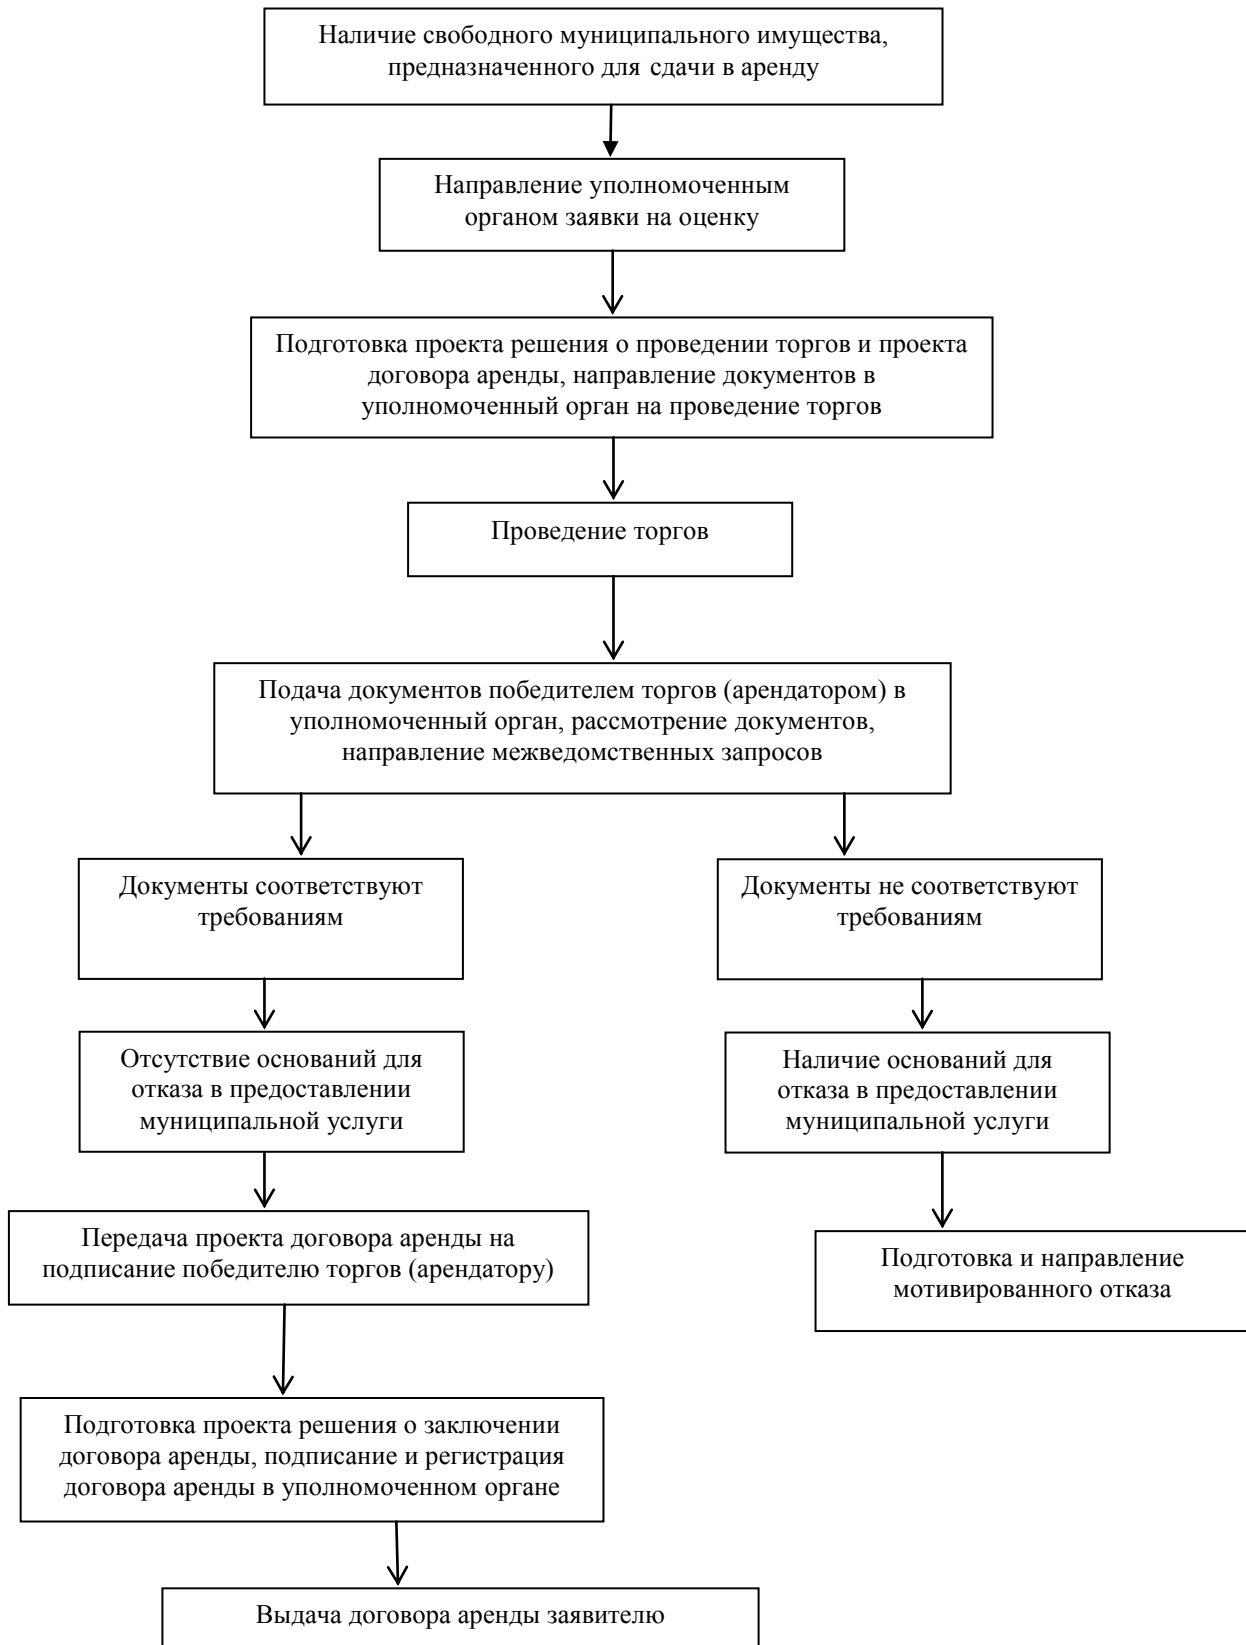 Наличие свободного муниципального имущества,
предназначенного для сдачи в аренду
Направление уполномоченным
органом заявки на оценку
Подготовка проекта решения о проведении торгов и проекта
договора аренды, направление документов в
уполномоченный орган на проведение торгов
Проведение торгов
Подача документов победителем торгов (арендатором) в
уполномоченный орган, рассмотрение документов,
направление межведомственных запросов
Документы соответствуют
требованиям
Документы не соответствуют
требованиям
Отсутствие оснований для
отказа в предоставлении
муниципальной услуги
Наличие оснований для
отказа в предоставлении
муниципальной услуги
Передача проекта договора аренды на
подписание победителю торгов (арендатору)
Подготовка и направление
мотивированного отказа
Подготовка проекта решения о заключении
договора аренды, подписание и регистрация
договора аренды в уполномоченном органе
Выдача договора аренды заявителю